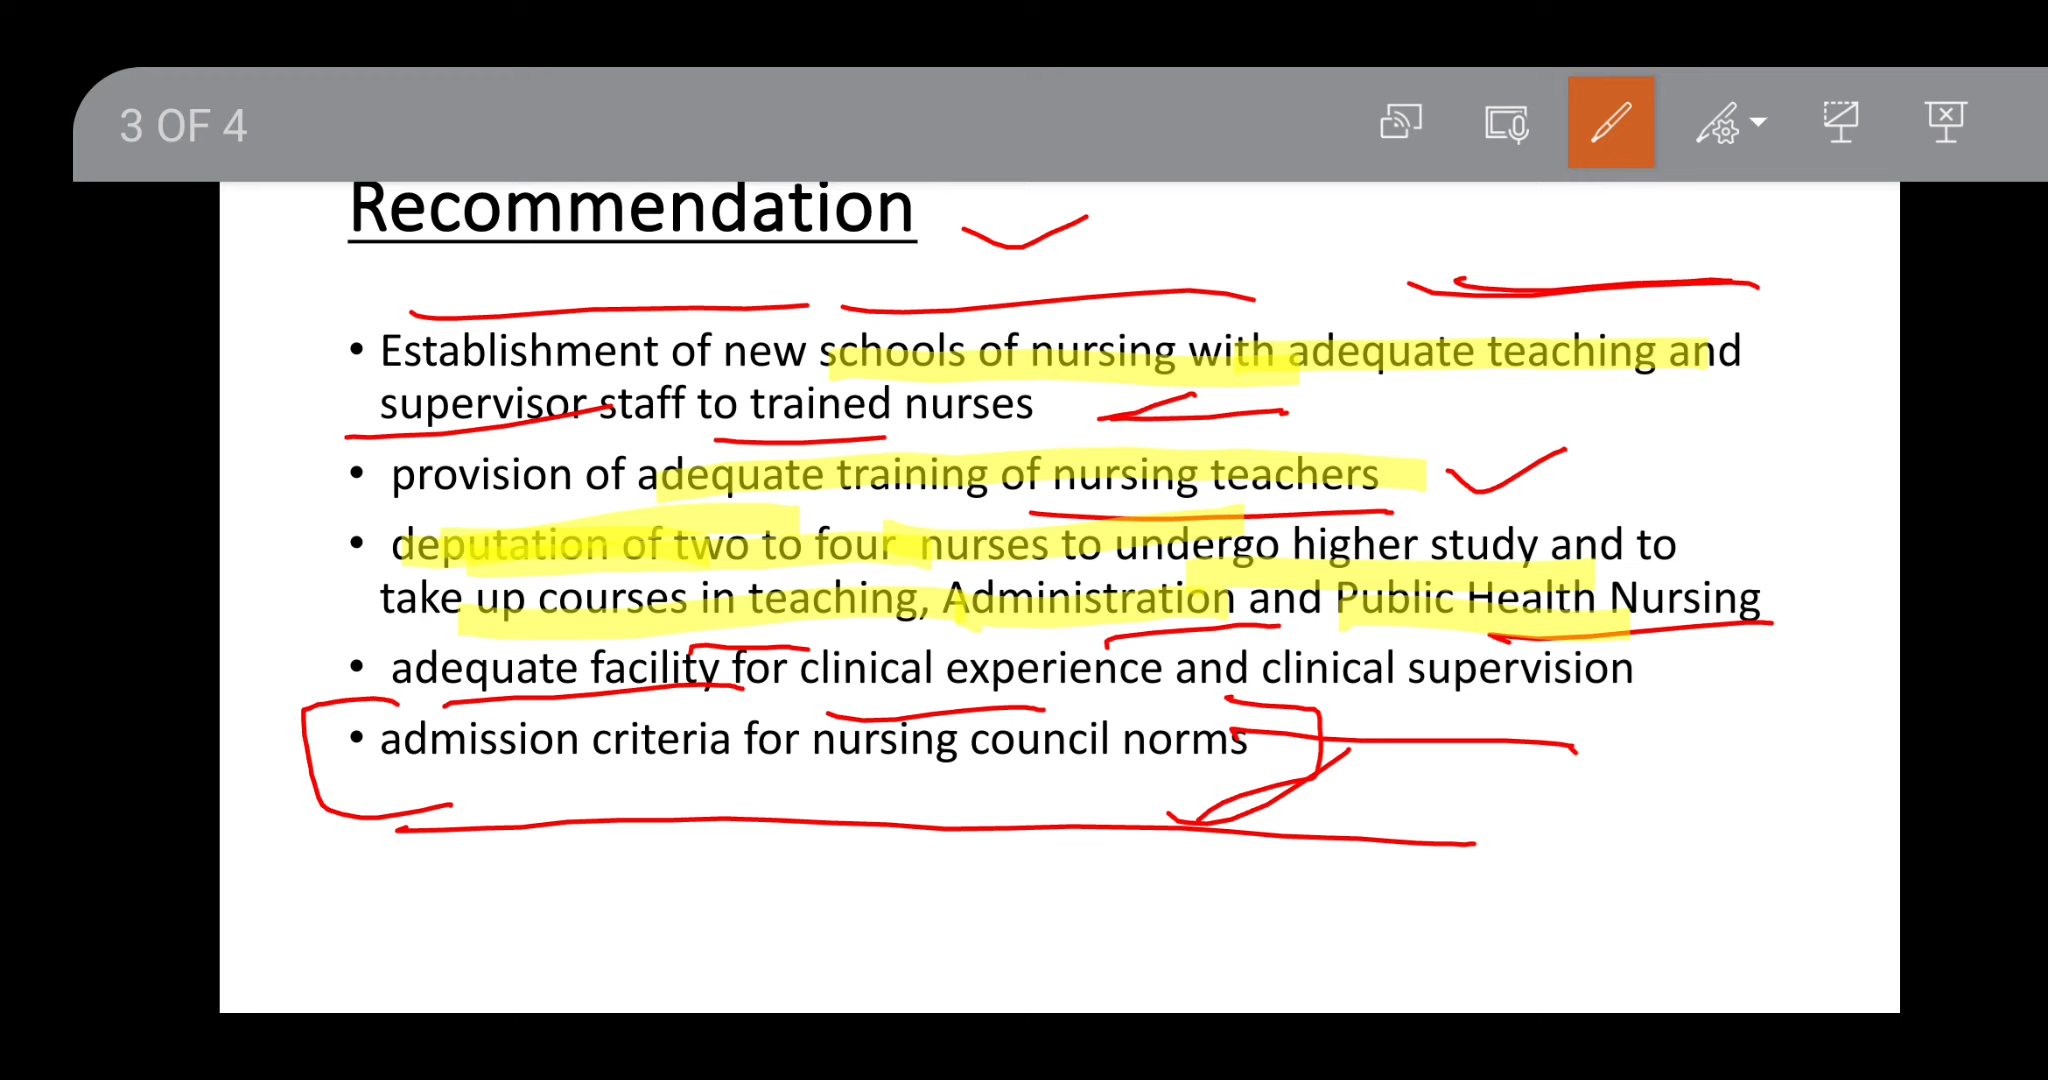 3 OF 4
Recommendation
• Establishment of new schools of nursing with adequate teaching and
supervisor staff to trained nurses
• provision of adequate training of nursing teachers
• deputation of two to four nurses to undergo higher study and to
take up courses in teaching, Administration and Public Health Nursing
• adequate facility for clinical experience and clinical supervision
• admission criteria for nursing council norms